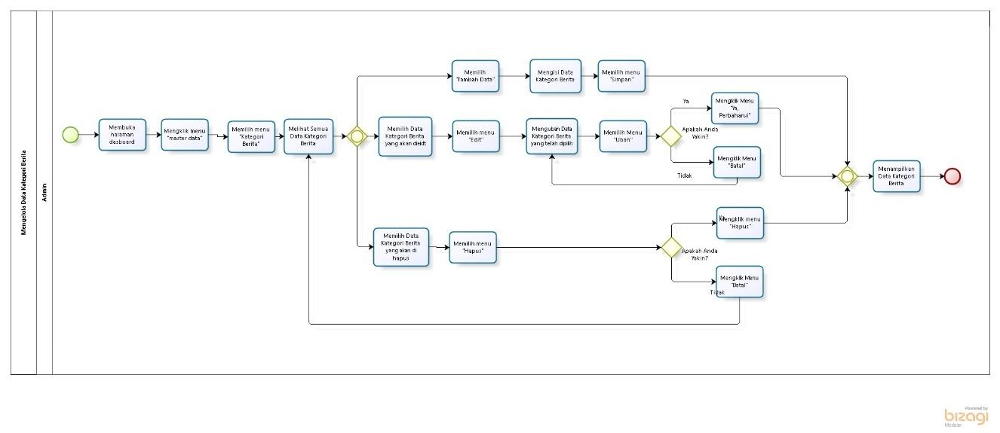 Mengelola Data Kategori Berita
Admin
Membuka
halaman
dasboard
Mengklik menu
"master data"
Memilih menu
"Kategori
Berita"
Melihat Semua
Data Kategori
Berita
Memilih
"Tambah Data"
Mengisi Data
Kategori Berita
Memilih menu
"Simpan"
Memilih Data
Kategori Berita
yang akan dieidt
Memilih menu
"Edit"
Mengubah Data
Kategori Berita
yang telah dipilih
Memilih Menu
"Ubah"
Ya
Apakah Anda
Yakin?
Tidak
Mengklik Menu
"Ya,
Perbaharui"
Mengklik Menu
"Batal"
Memilih Data
Kategori Berita
yang akan di
hapus
Memilih menu
"Hapus"
Apakah Anda
Yakin?
Ya
Mengklik menu
"Hapus"
Mengklik Menu
"Batal"
Tidak
Menampilkan
Data Kategori
Berita
Powered by
bizagi
Modeler